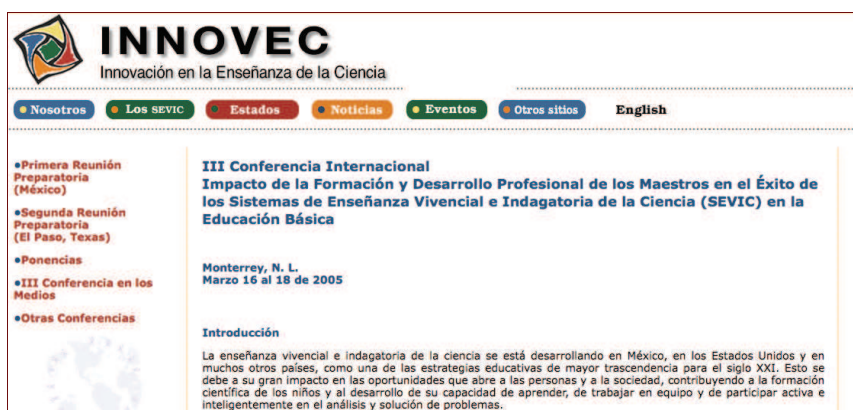 INNOVEC
Innovación en la Enseñanza de la Ciencia
Nosotros
Los SEVIC
Estados
Noticias
Eventos
Otros sitios
English
•Primera Reunión
Preparatoria
(México)
•Segunda Reunión
Preparatoria
(El Paso, Texas)
•Ponencias
•III Conferencia en los
Medios
•Otras Conferencias
III Conferencia Internacional
Impacto de la Formación y Desarrollo Profesional de los Maestros en el Éxito de
los Sistemas de Enseñanza Vivencial e Indagatoria de la Ciencia (SEVIC) en la
Educación Básica
Monterrey, N. L.
Marzo 16 al 18 de 2005
Introducción
La enseñanza vivencial e indagatoria de la ciencia se está desarrollando en México, en los Estados Unidos y en
muchos otros países, como una de las estrategias educativas de mayor trascendencia para el siglo XXI. Esto se
debe a su gran impacto en las oportunidades que abre a las personas y a la sociedad, contribuyendo a la formación
científica de los niños y al desarrollo de su capacidad de aprender, de trabajar en equipo y de participar activa e
inteligentemente en el análisis y solución de problemas.